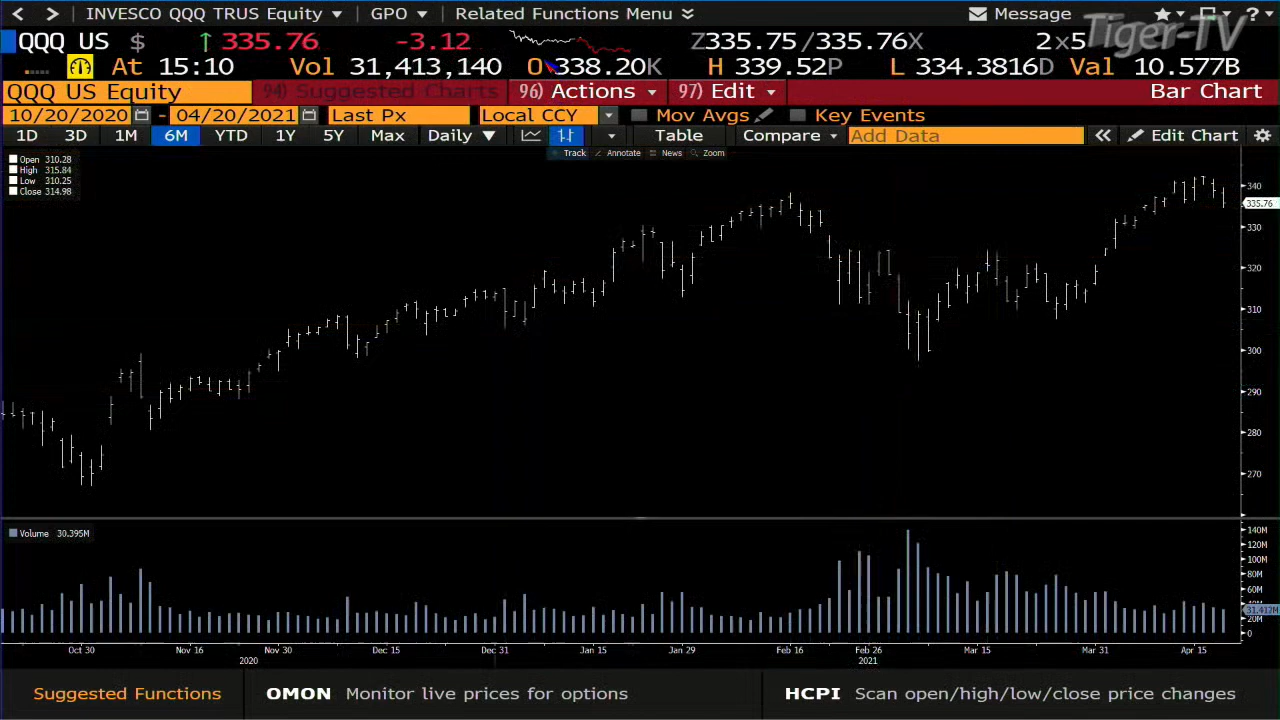 INVESCO QQQ TRUS Equity GPO Related Functions Menu Message ?
QQQ US $ 335.76 -3.12 Z335.75/335.76X 2x5 Tiger-TV
At 15:10 Vol 31,413,140 O 338.20K H 339.52P L 334.3816D Val 10.577B
QQQ US Equity 94) Suggested Charts 96) Actions 97) Edit Bar Chart
10/20/2020 - 04/20/2021 Last Px Local CCY Mov Avgs Key Events
1D 3D 1M 6M YTD 1Y 5Y Max Daily Table Compare Add Data Edit Chart
Track Annotate News Zoom
Open 310.28
High 315.84
Low 310.25
Close 314.98
340
335.76
330
320
310
300
290
280
270
Volume 30.395M
140M
120M
100M
80M
60M
31.412M
20M
0
Oct 30 Nov 16 Nov 30 Dec 15 Dec 31 Jan 15 Jan 29 Feb 16 Feb 26 Mar 15 Mar 31 Apr 15
2020 2021
Suggested Functions OMON Monitor live prices for options HCPI Scan open/high/low/close price changes